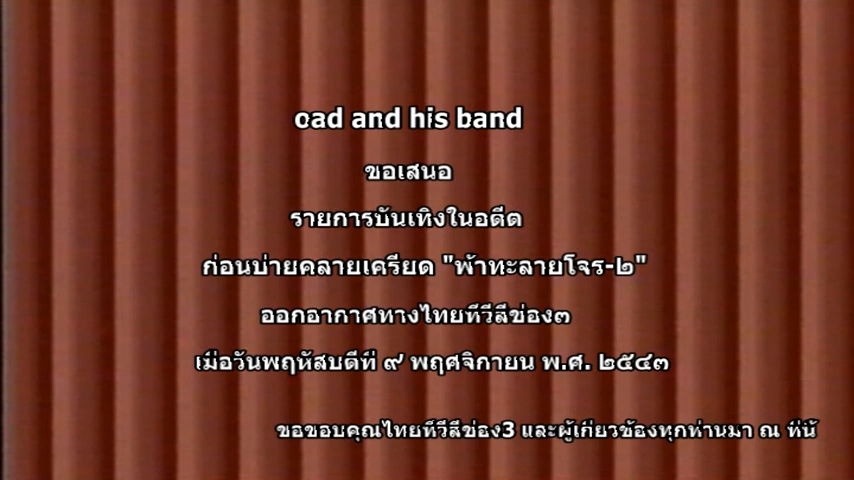 oad and his band
ขอเสนอ
รายการบันเทิงในอดีต
ก่อนบ่ายคลายเครียด "พ้าทะลายโจร-๒"
ออกอากาศทางไทยทีวีสีช่อง๓
เมื่อวันพฤหัสบดีที่ ๙ พฤศจิกายน พ.ศ. ๒๕๔๓
ขอขอบคุณไทยทีวีสีช่อง3 และผู้เกี่ยวข้องทุกท่านมา ณ ที่นี้